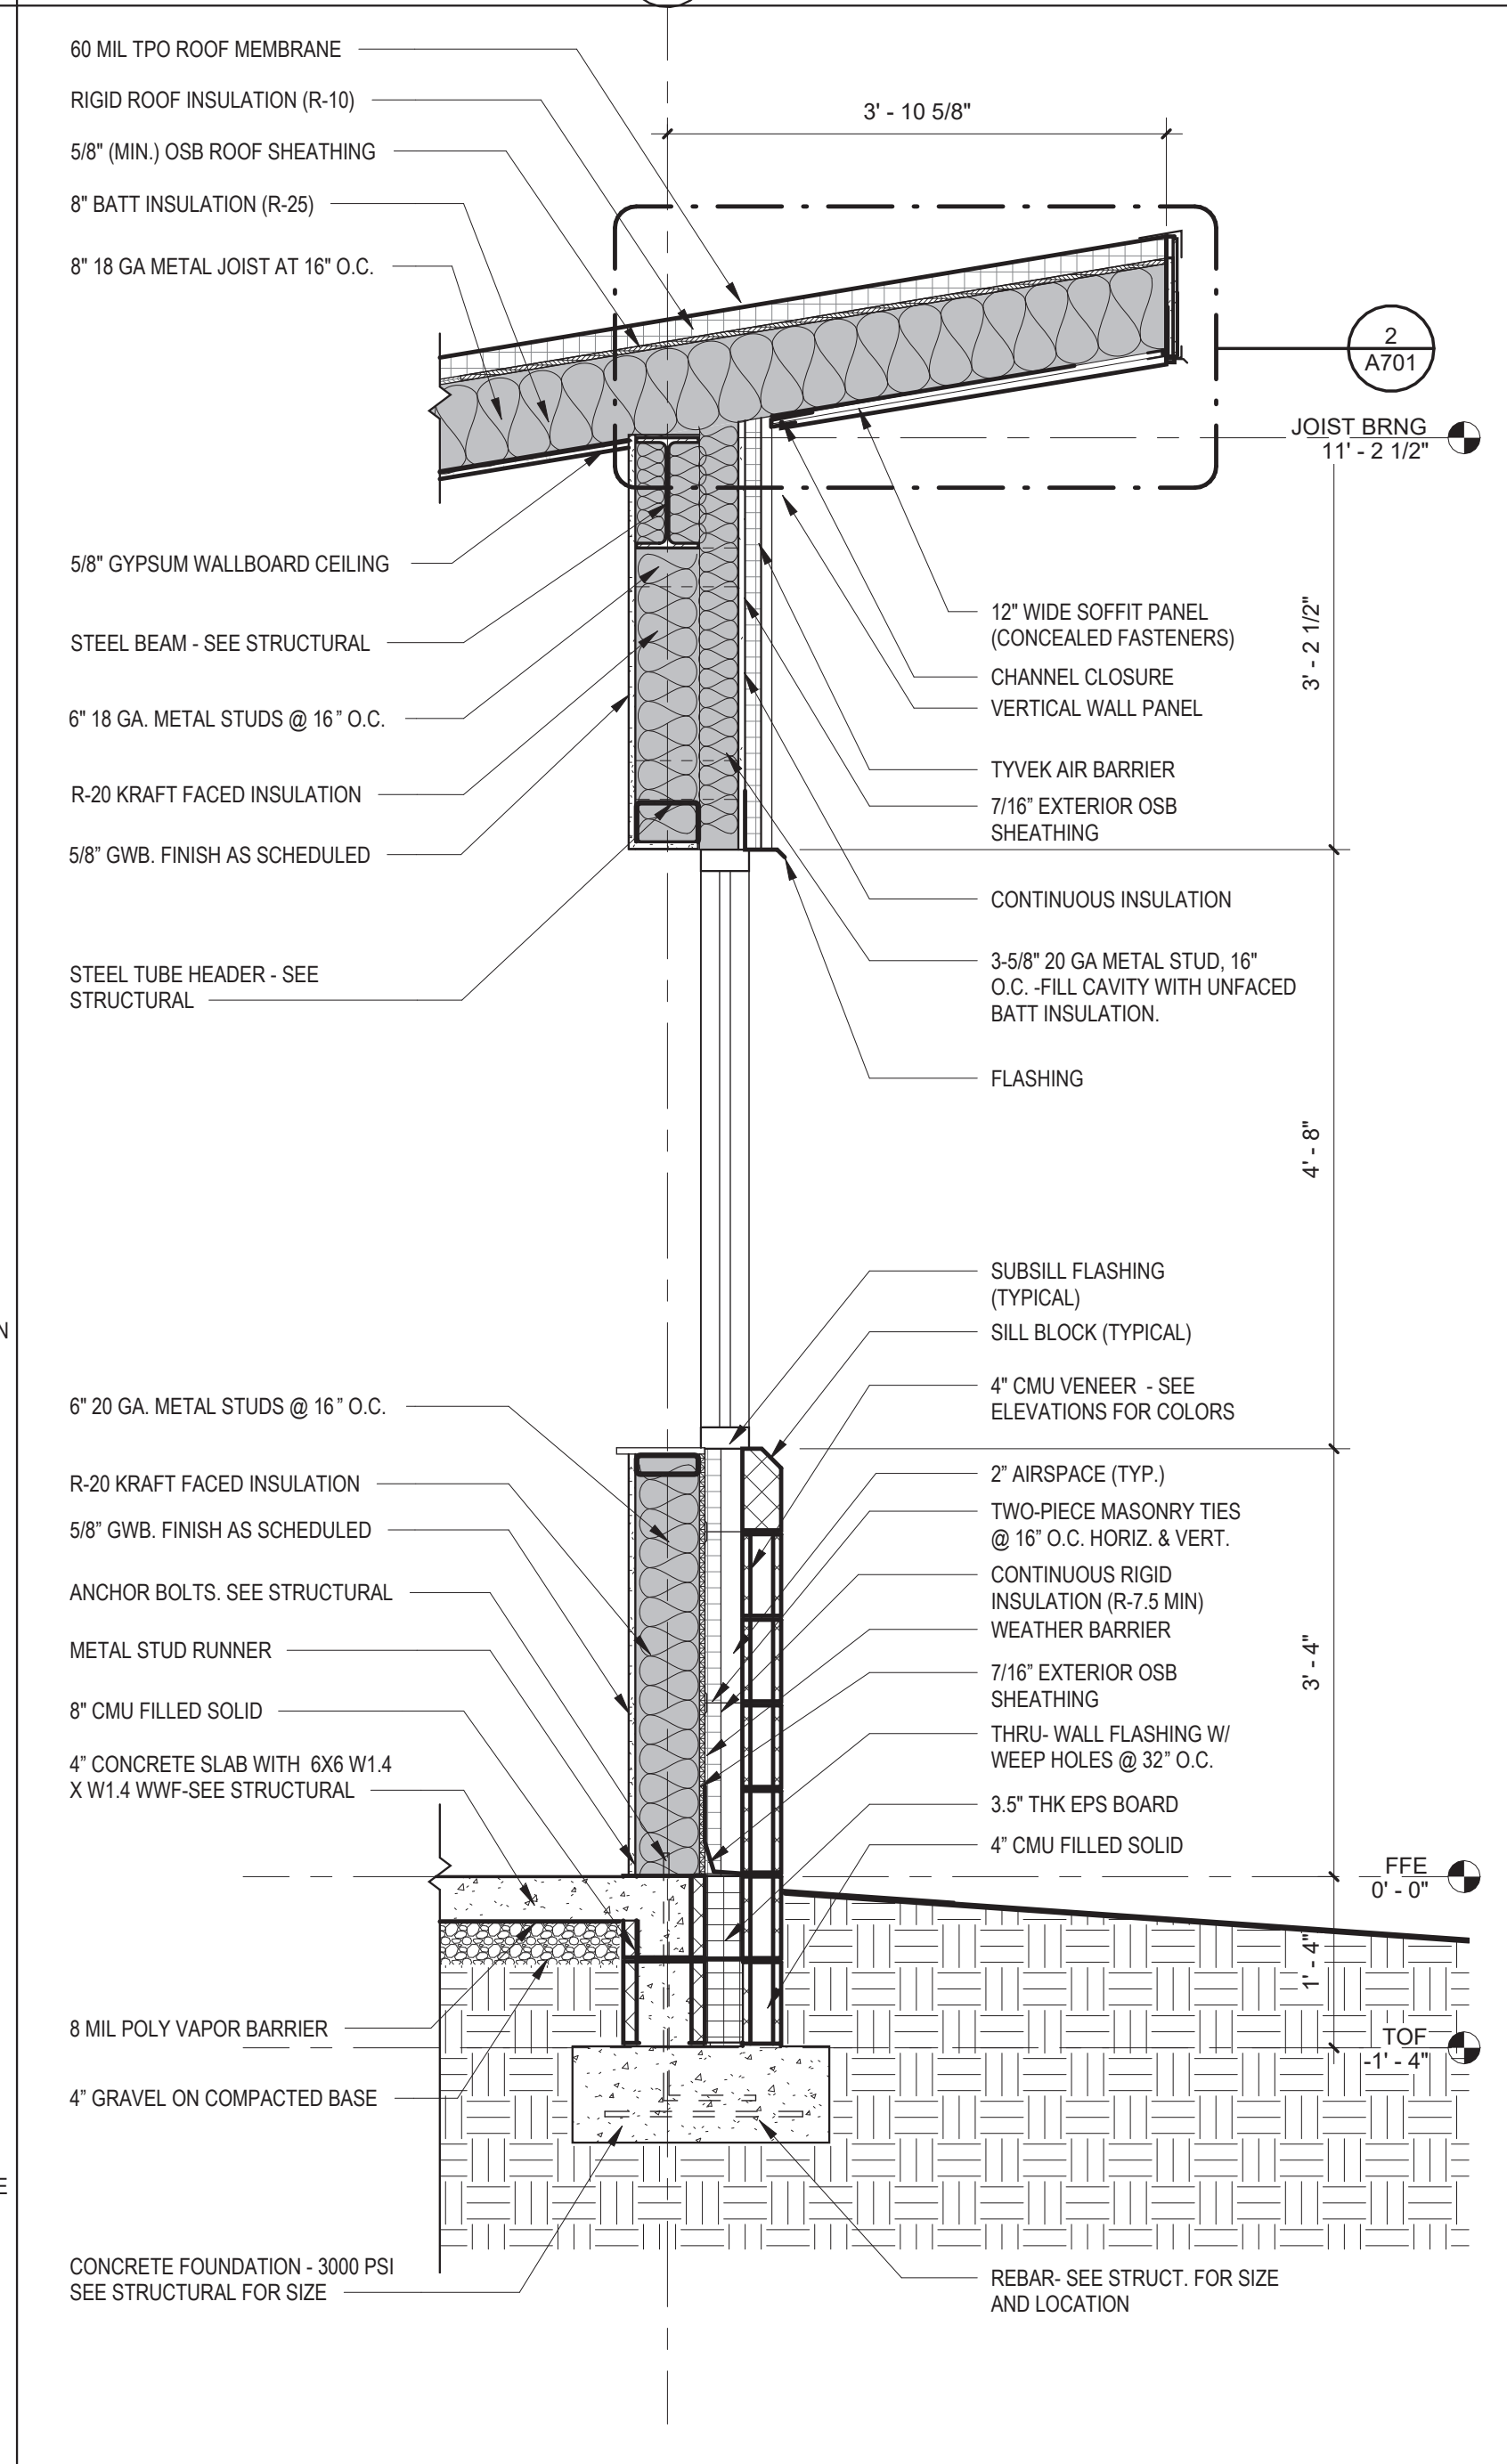 60 MIL TPO ROOF MEMBRANE
RIGID ROOF INSULATION (R-10)
5/8" (MIN.) OSB ROOF SHEATHING
8" BATT INSULATION (R-25)
8" 18 GA METAL JOIST AT 16" O.C.
3' - 10 5/8"
2
A701
JOIST BRNG
11' - 2 1/2"
5/8" GYPSUM WALLBOARD CEILING
STEEL BEAM - SEE STRUCTURAL
6" 18 GA. METAL STUDS @ 16" O.C.
R-20 KRAFT FACED INSULATION
5/8" GWB. FINISH AS SCHEDULED
STEEL TUBE HEADER - SEE
STRUCTURAL
12" WIDE SOFFIT PANEL
(CONCEALED FASTENERS)
CHANNEL CLOSURE
VERTICAL WALL PANEL
TYVEK AIR BARRIER
7/16" EXTERIOR OSB
SHEATHING
CONTINUOUS INSULATION
3-5/8" 20 GA METAL STUD, 16"
O.C. -FILL CAVITY WITH UNFACED
BATT INSULATION.
FLASHING
3' - 2 1/2"
4' - 8"
SUBSILL FLASHING
(TYPICAL)
SILL BLOCK (TYPICAL)
4" CMU VENEER - SEE
ELEVATIONS FOR COLORS
2" AIRSPACE (TYP.)
TWO-PIECE MASONRY TIES
@ 16" O.C. HORIZ. & VERT.
CONTINUOUS RIGID
INSULATION (R-7.5 MIN)
WEATHER BARRIER
7/16" EXTERIOR OSB
SHEATHING
THRU- WALL FLASHING W/
WEEP HOLES @ 32" O.C.
3.5" THK EPS BOARD
4" CMU FILLED SOLID
3' - 4"
N
6" 20 GA. METAL STUDS @ 16" O.C.
R-20 KRAFT FACED INSULATION
5/8" GWB. FINISH AS SCHEDULED
ANCHOR BOLTS. SEE STRUCTURAL
METAL STUD RUNNER
8" CMU FILLED SOLID
4" CONCRETE SLAB WITH 6X6 W1.4
X W1.4 WWF-SEE STRUCTURAL
FFE
0' - 0"
1' - 4"
TOF
-1' - 4"
8 MIL POLY VAPOR BARRIER
4" GRAVEL ON COMPACTED BASE
E
CONCRETE FOUNDATION - 3000 PSI
SEE STRUCTURAL FOR SIZE
REBAR- SEE STRUCT. FOR SIZE
AND LOCATION